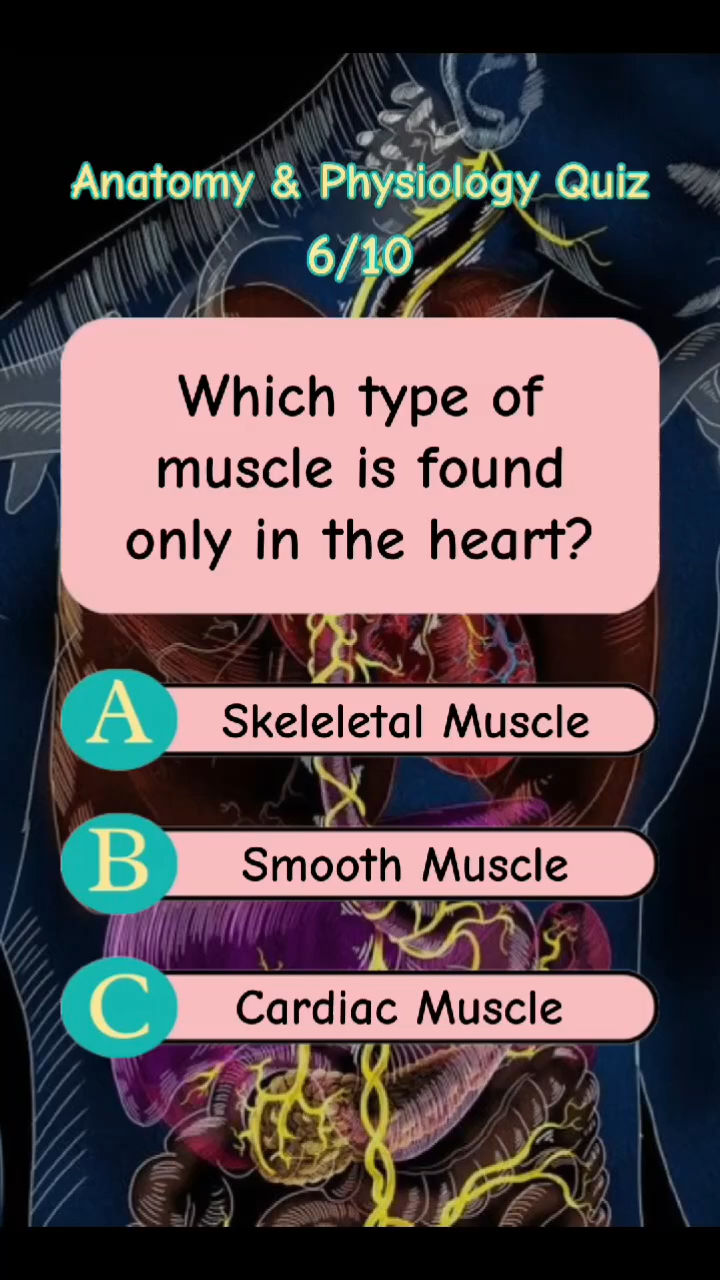 Anatomy & Physiology Quiz
6/10
Which type of
muscle is found
only in the heart?
A
Skeleletal Muscle
B
Smooth Muscle
C
Cardiac Muscle